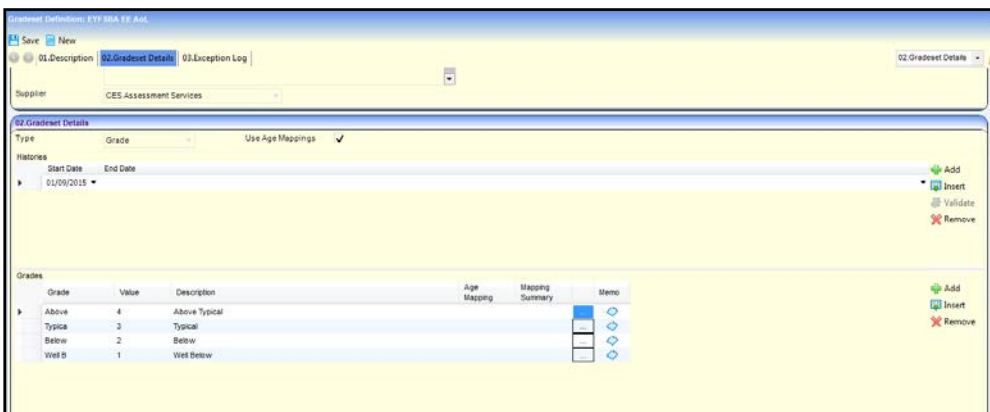 Gradeset Definition: EYFSBA EE AoL
Save New
01.Description 02.Gradeset Details 03.Exception Log 02.Gradeset Details
Supplier CES.Assessment Services
02.Gradeset Details
Type Grade Use Age Mappings
Histories
Start Date End Date
01/09/2015
Add
Insert
Validate
Remove
Grades
Grade Value Description Age Mapping Mapping Summary Memo
Above 4 Above Typical ...
Typica 3 Typical ...
Below 2 Below ...
Well B 1 Well Below ...
Add
Insert
Remove